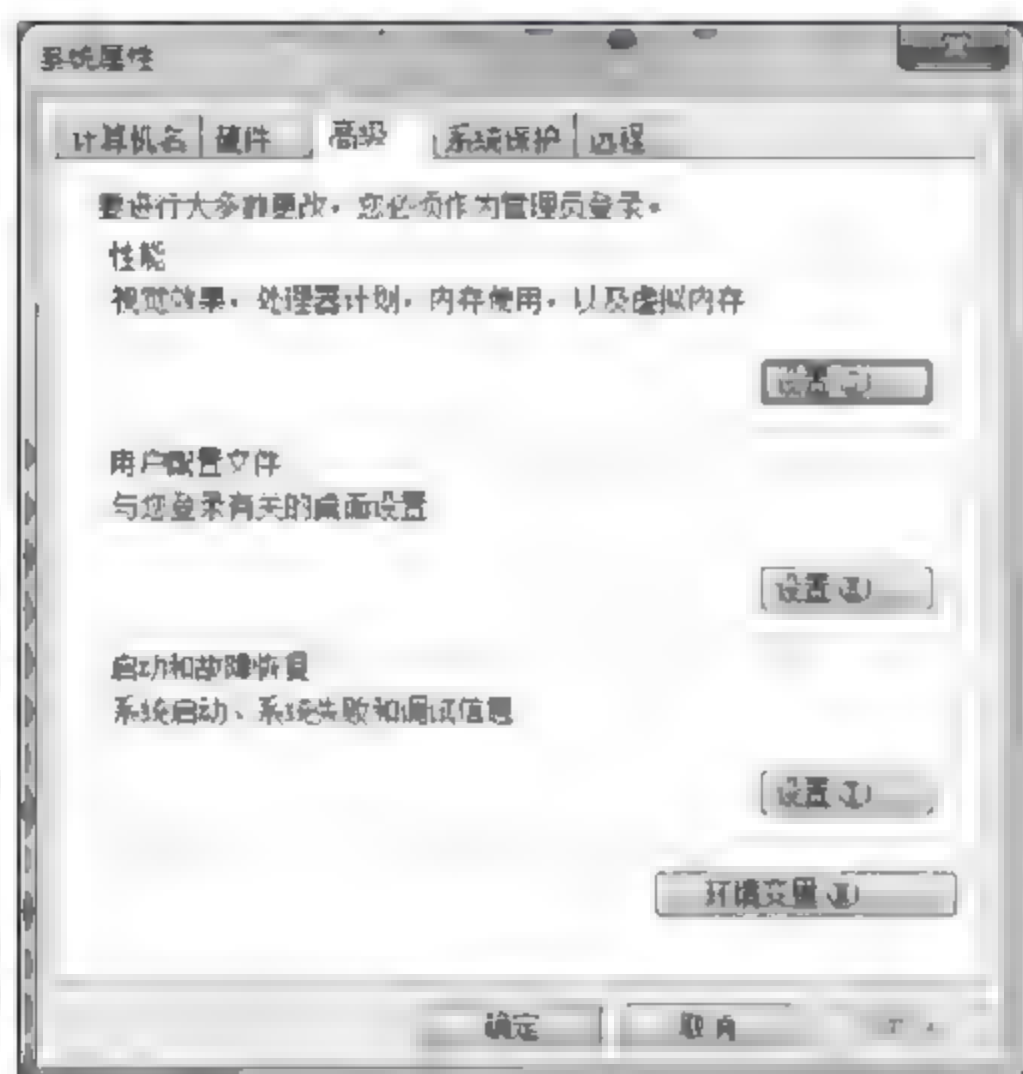 系统属性
计算机名 硬件 高级 系统保护 远程
要进行大多数更改，您必须作为管理员登录。
性能
视觉效果，处理器计划，内存使用，以及虚拟内存
设置
用户配置文件
与您登录有关的桌面设置
设置(E)
启动和故障恢复
系统启动、系统失败和调试信息
设置(T)
环境变量(N)
确定 取消